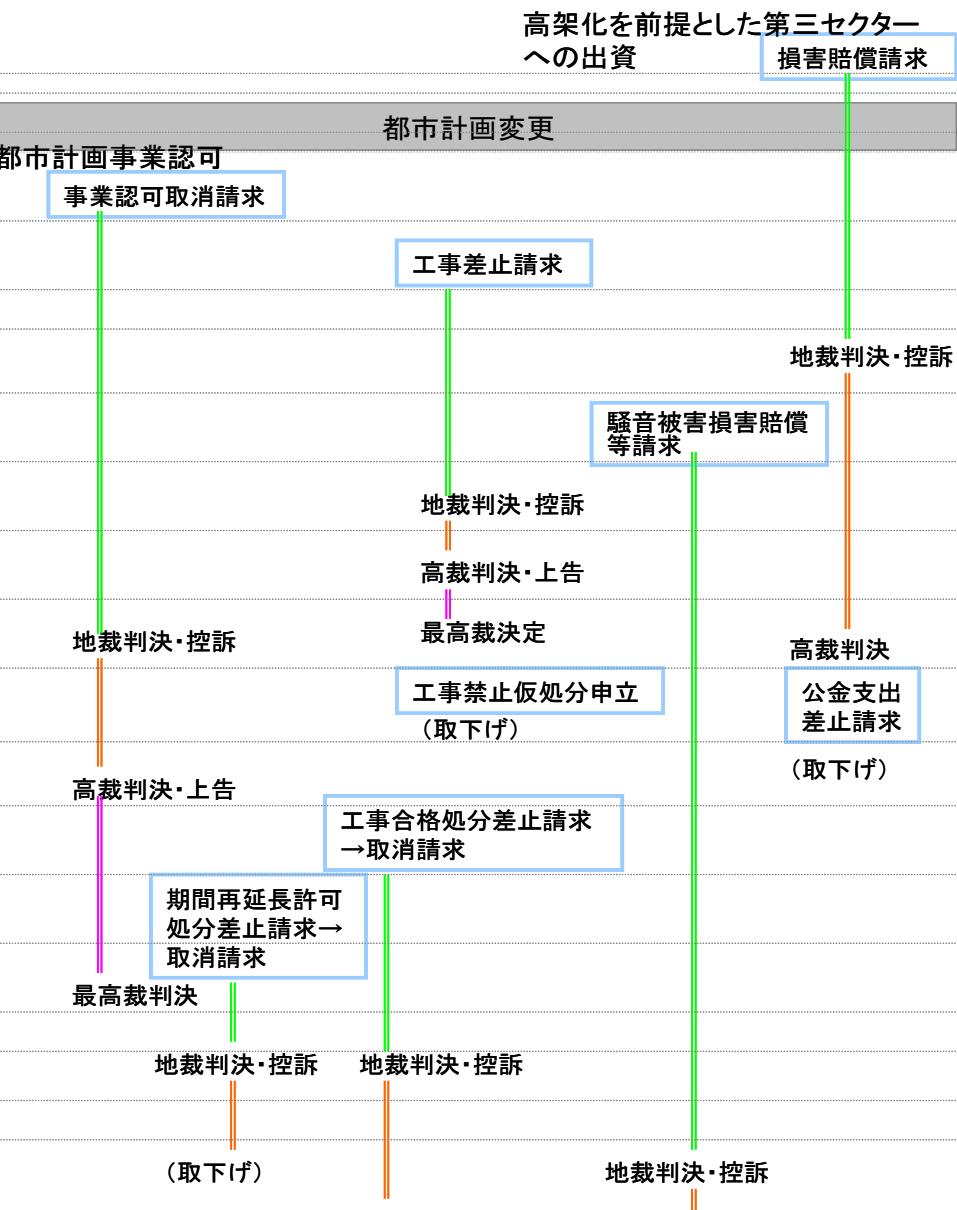 高架化を前提とした第三セクター
への出資
損害賠償請求
都市計画変更
都市計画事業認可
事業認可取消請求
工事差止請求
地裁判決・控訴
騒音被害損害賠償
等請求
地裁判決・控訴
高裁判決・上告
最高裁決定
地裁判決・控訴
高裁判決
工事禁止仮処分申立
（取下げ）
公金支出
差止請求
（取下げ）
高裁判決・上告
工事合格処分差止請求
→取消請求
期間再延長許可
処分差止請求→
取消請求
最高裁判決
地裁判決・控訴
地裁判決・控訴
（取下げ）
地裁判決・控訴